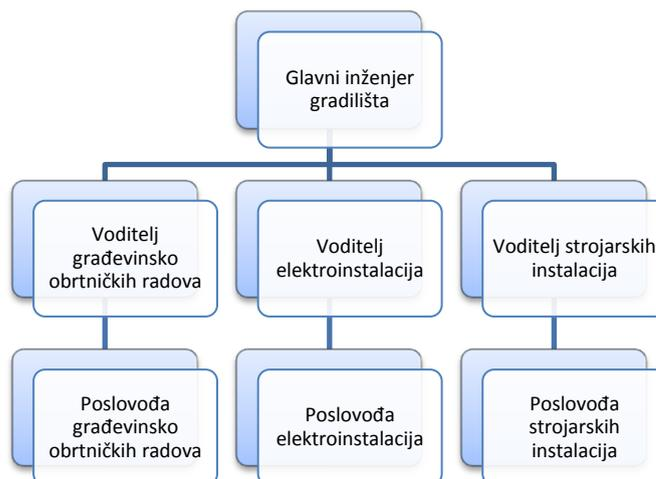 Glavni inženjer
gradilišta
Voditelj
građevinsko
obrtničkih radova
Voditelj
elektroinstalacija
Voditelj strojarskih
instalacija
Poslovođa
građevinsko
obrtničkih radova
Poslovođa
elektroinstalacija
Poslovođa
strojarskih
instalacija